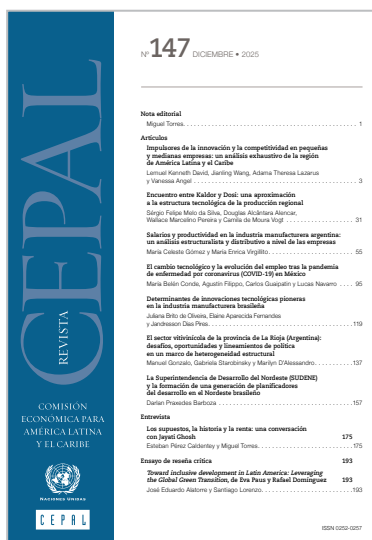 Nº 147 DICIEMBRE • 2025
REVISTA
CEPAL
COMISIÓN
ECONÓMICA PARA
AMÉRICA LATINA
Y EL CARIBE
NACIONES UNIDAS
CEPAL
Nota editorial
Miguel Torres. 1
Artículos
Impulsores de la innovación y la competitividad en pequeñas
y medianas empresas: un análisis exhaustivo de la región
de América Latina y el Caribe
Lemuel Kenneth David, Jianling Wang, Adama Theresa Lazarus
y Vanessa Angel 3
Encuentro entre Kaldor y Dosi: una aproximación
a la estructura tecnológica de la producción regional
Sérgio Felipe Melo da Silva, Douglas Alcântara Alencar,
Wallace Marcelino Pereira y Camila de Moura Vogt 31
Salarios y productividad en la industria manufacturera argentina:
un análisis estructuralista y distributivo a nivel de las empresas
María Celeste Gómez y María Enrica Virgillito. 55
El cambio tecnológico y la evolución del empleo tras la pandemia
de enfermedad por coronavirus (COVID-19) en México
María Belén Conde, Agustín Filippo, Carlos Guaipatin y Lucas Navarro 95
Determinantes de innovaciones tecnológicas pioneras
en la industria manufacturera brasileña
Juliana Brito de Oliveira, Elaine Aparecida Fernandes
y Jandresson Dias Pires. 119
El sector vitivinícola de la provincia de La Rioja (Argentina):
desafíos, oportunidades y lineamientos de política
en un marco de heterogeneidad estructural
Manuel Gonzalo, Gabriela Starobinsky y Marilyn D'Alessandro. 137
La Superintendencia de Desarrollo del Nordeste (SUDENE)
y la formación de una generación de planificadores
del desarrollo en el Nordeste brasileño
Darlan Praxedes Barboza 157
Entrevista
Los supuestos, la historia y la renta: una conversación
con Jayati Ghosh 175
Esteban Pérez Caldentey y Miguel Torres. 175
Ensayo de reseña crítica 193
Toward inclusive development in Latin America: Leveraging
the Global Green Transition, de Eva Paus y Rafael Domínguez 193
José Eduardo Alatorre y Santiago Lorenzo. 193
ISSN 0252-0257